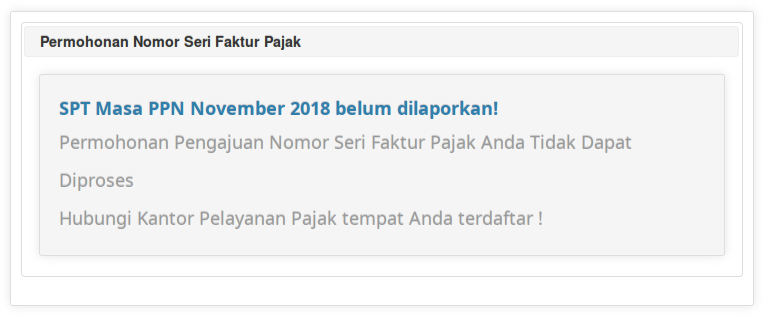 Permohonan Nomor Seri Faktur Pajak
SPT Masa PPN November 2018 belum dilaporkan!
Permohonan Pengajuan Nomor Seri Faktur Pajak Anda Tidak Dapat
Diproses
Hubungi Kantor Pelayanan Pajak tempat Anda terdaftar !